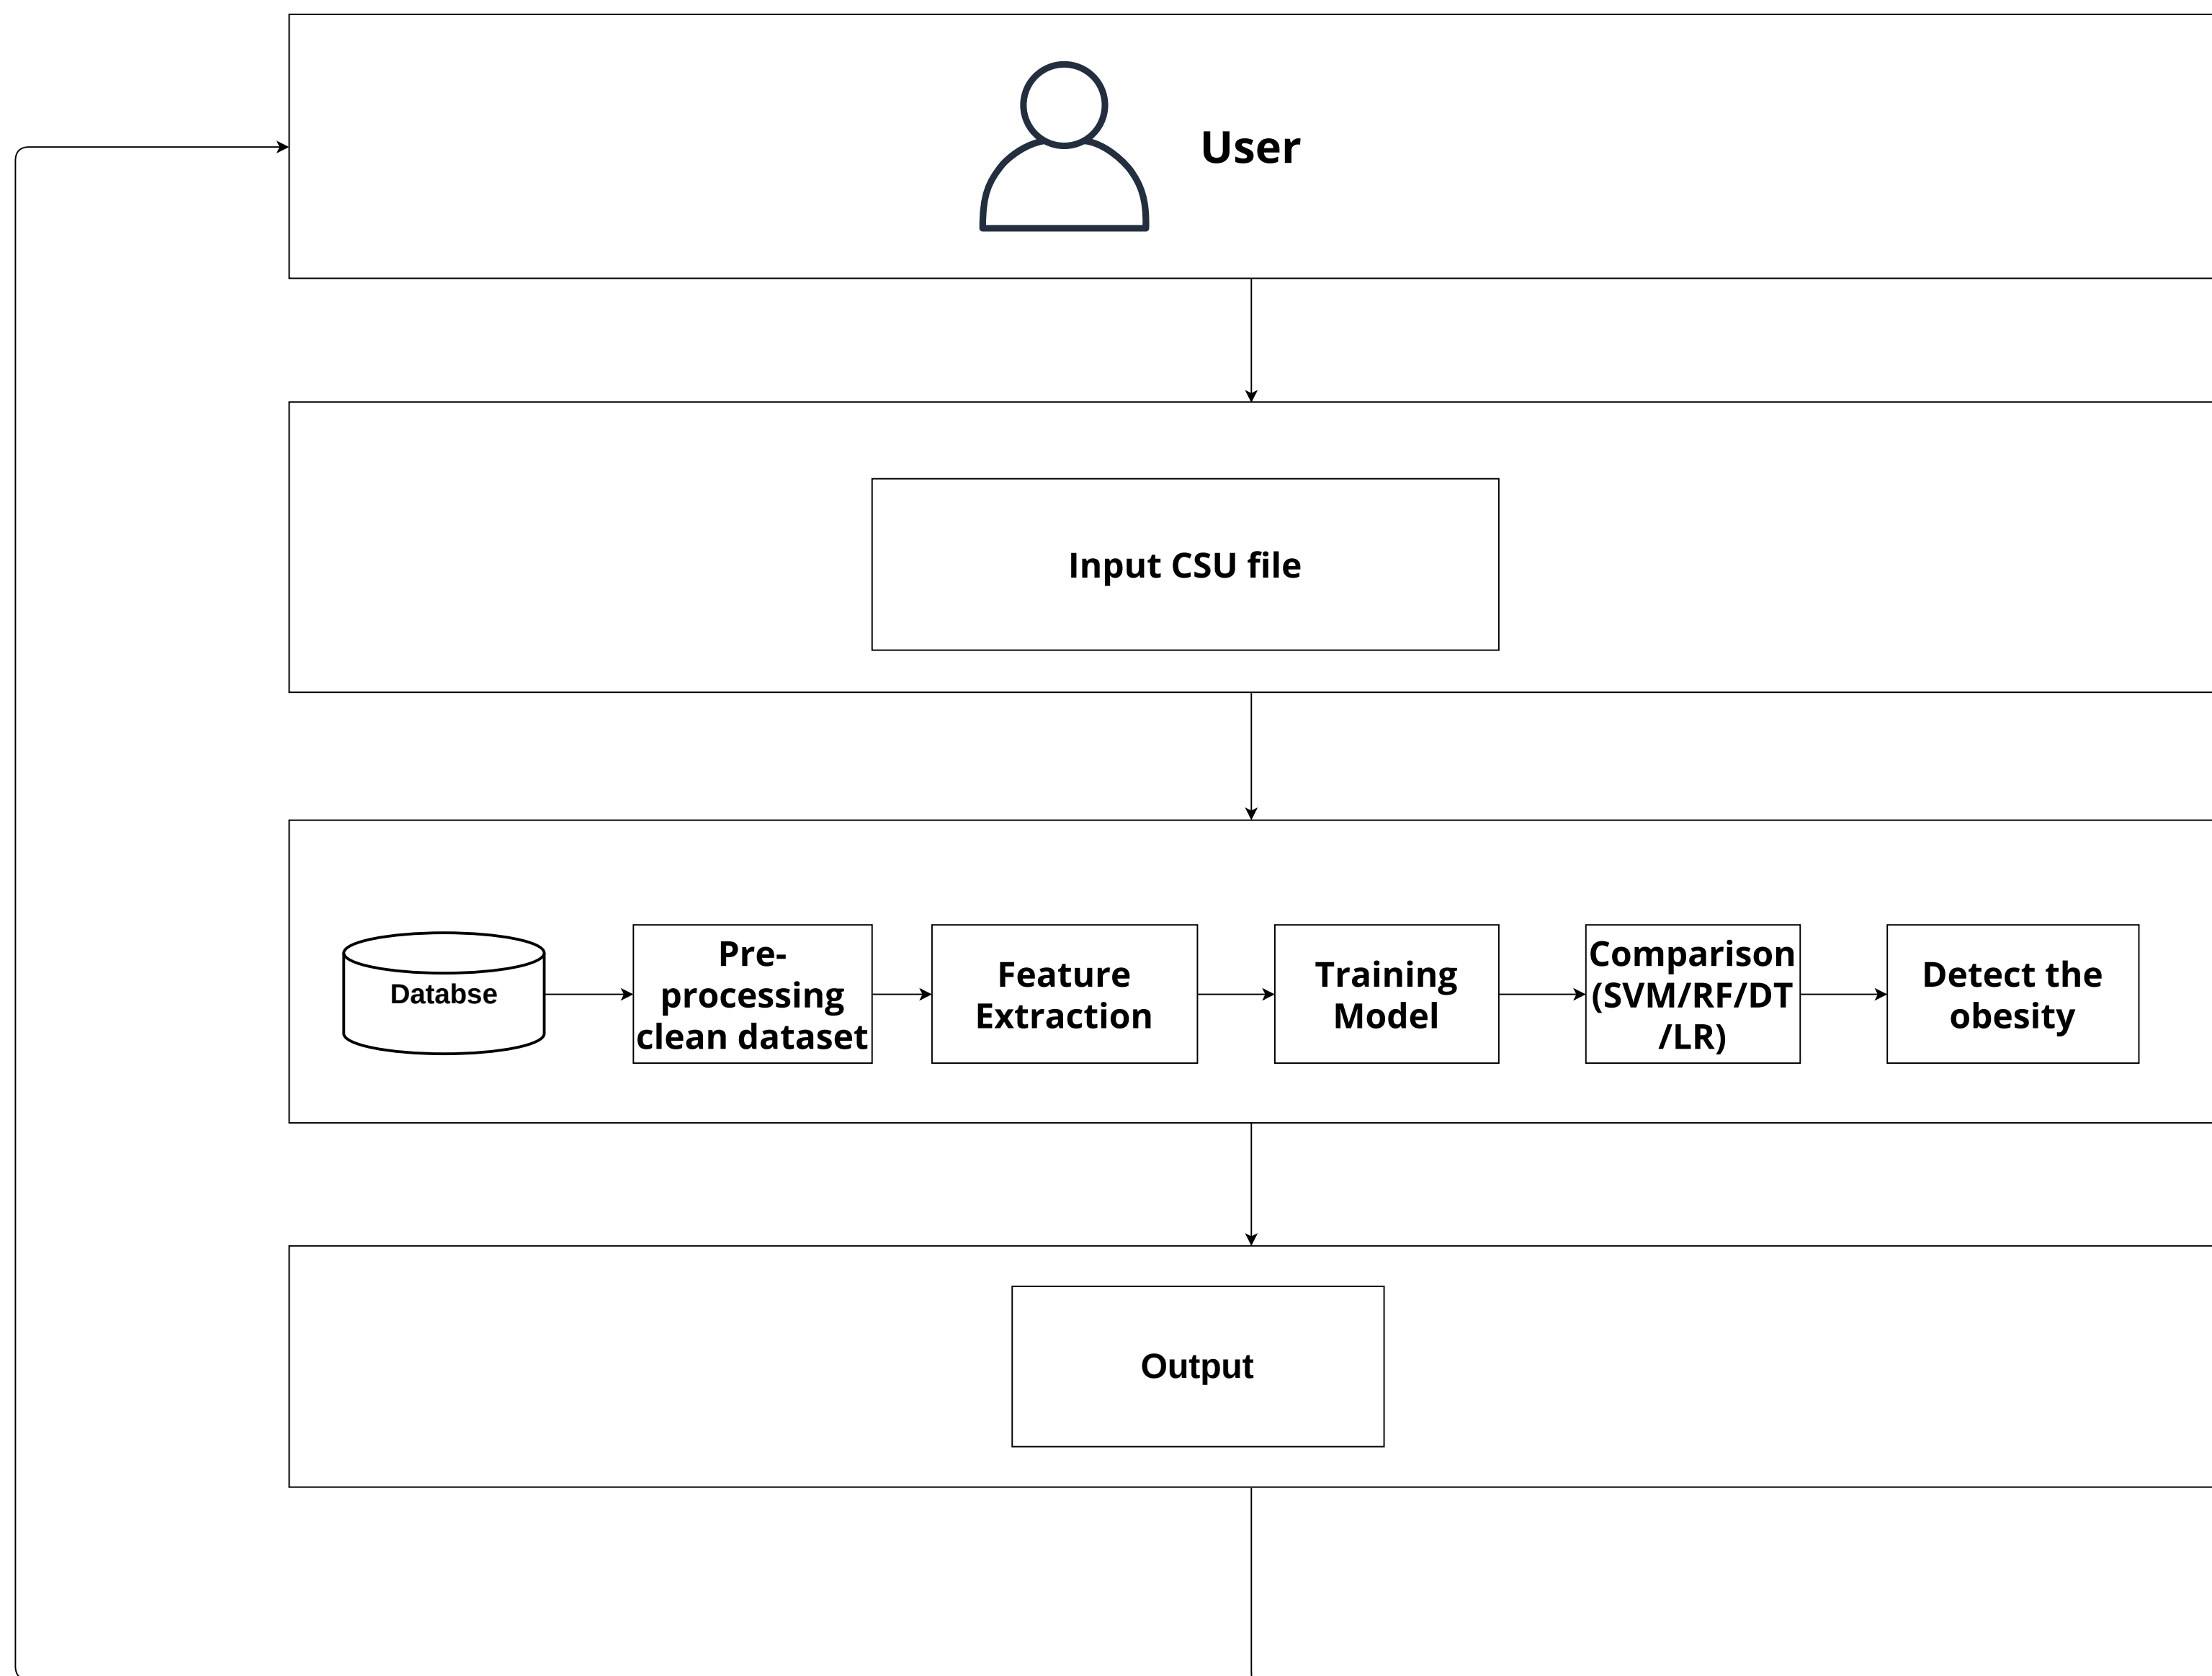 User
Input CSU file
Databse
Pre-
processing
clean dataset
Feature
Extraction
Training
Model
Comparison
(SVM/RF/DT
/LR)
Detect the
obesity
Output